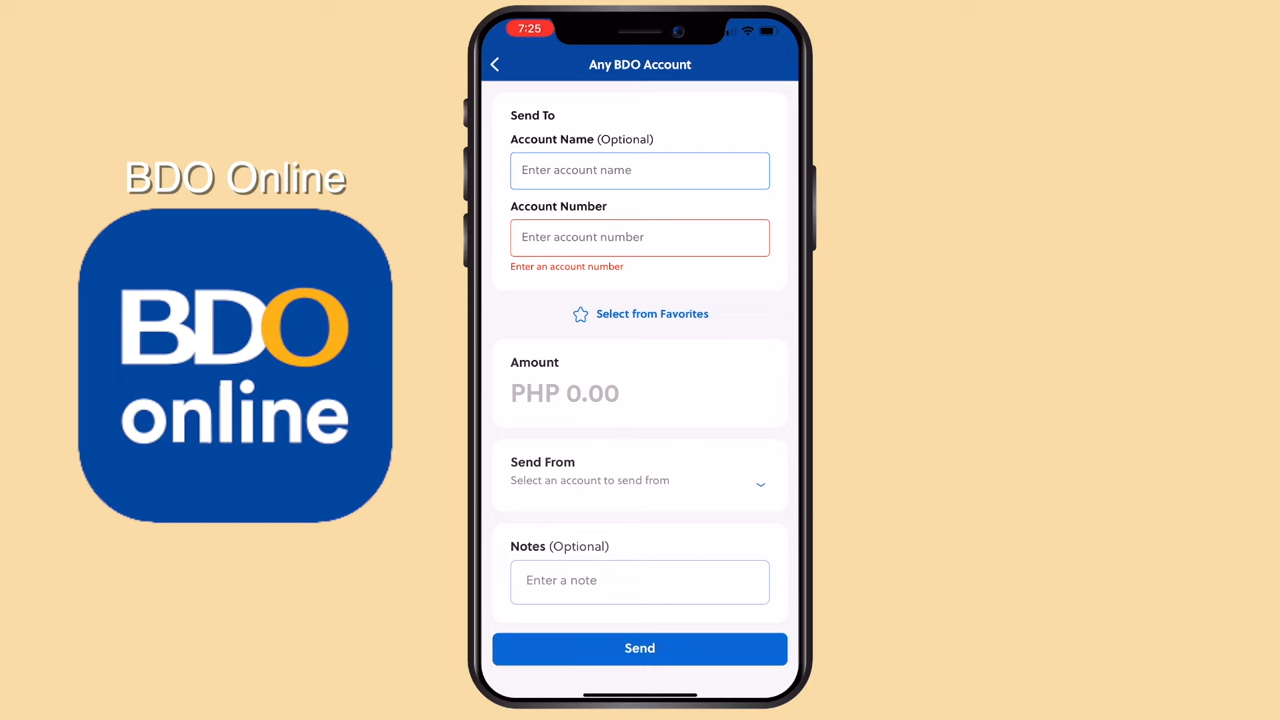 BDO Online
BDO
online
7:25
Any BDO Account
Send To
Account Name (Optional)
Enter account name
Account Number
Enter account number
Enter an account number
Select from Favorites
Amount
PHP 0.00
Send From
Select an account to send from
Notes (Optional)
Enter a note
Send